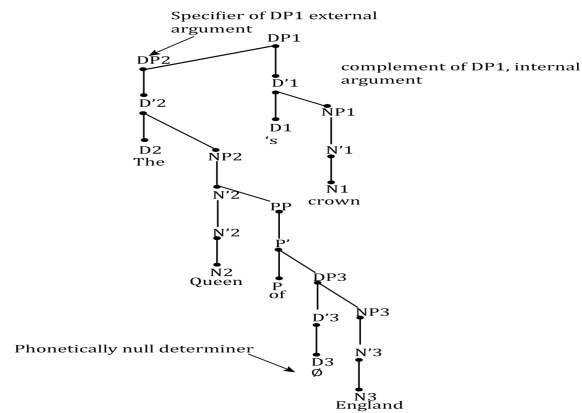 Specifier of DP1 external
argument
DP1
DP2
complement of DP1, internal
argument
D'2
D'1
NP1
D1
's
D2
The
NP2
N'1
N'2
PP
N1
crown
N'2
P'
N2
Queen
P
of
DP3
D'3
NP3
Phonetically null determiner
D3
Ø
N'3
N3
England